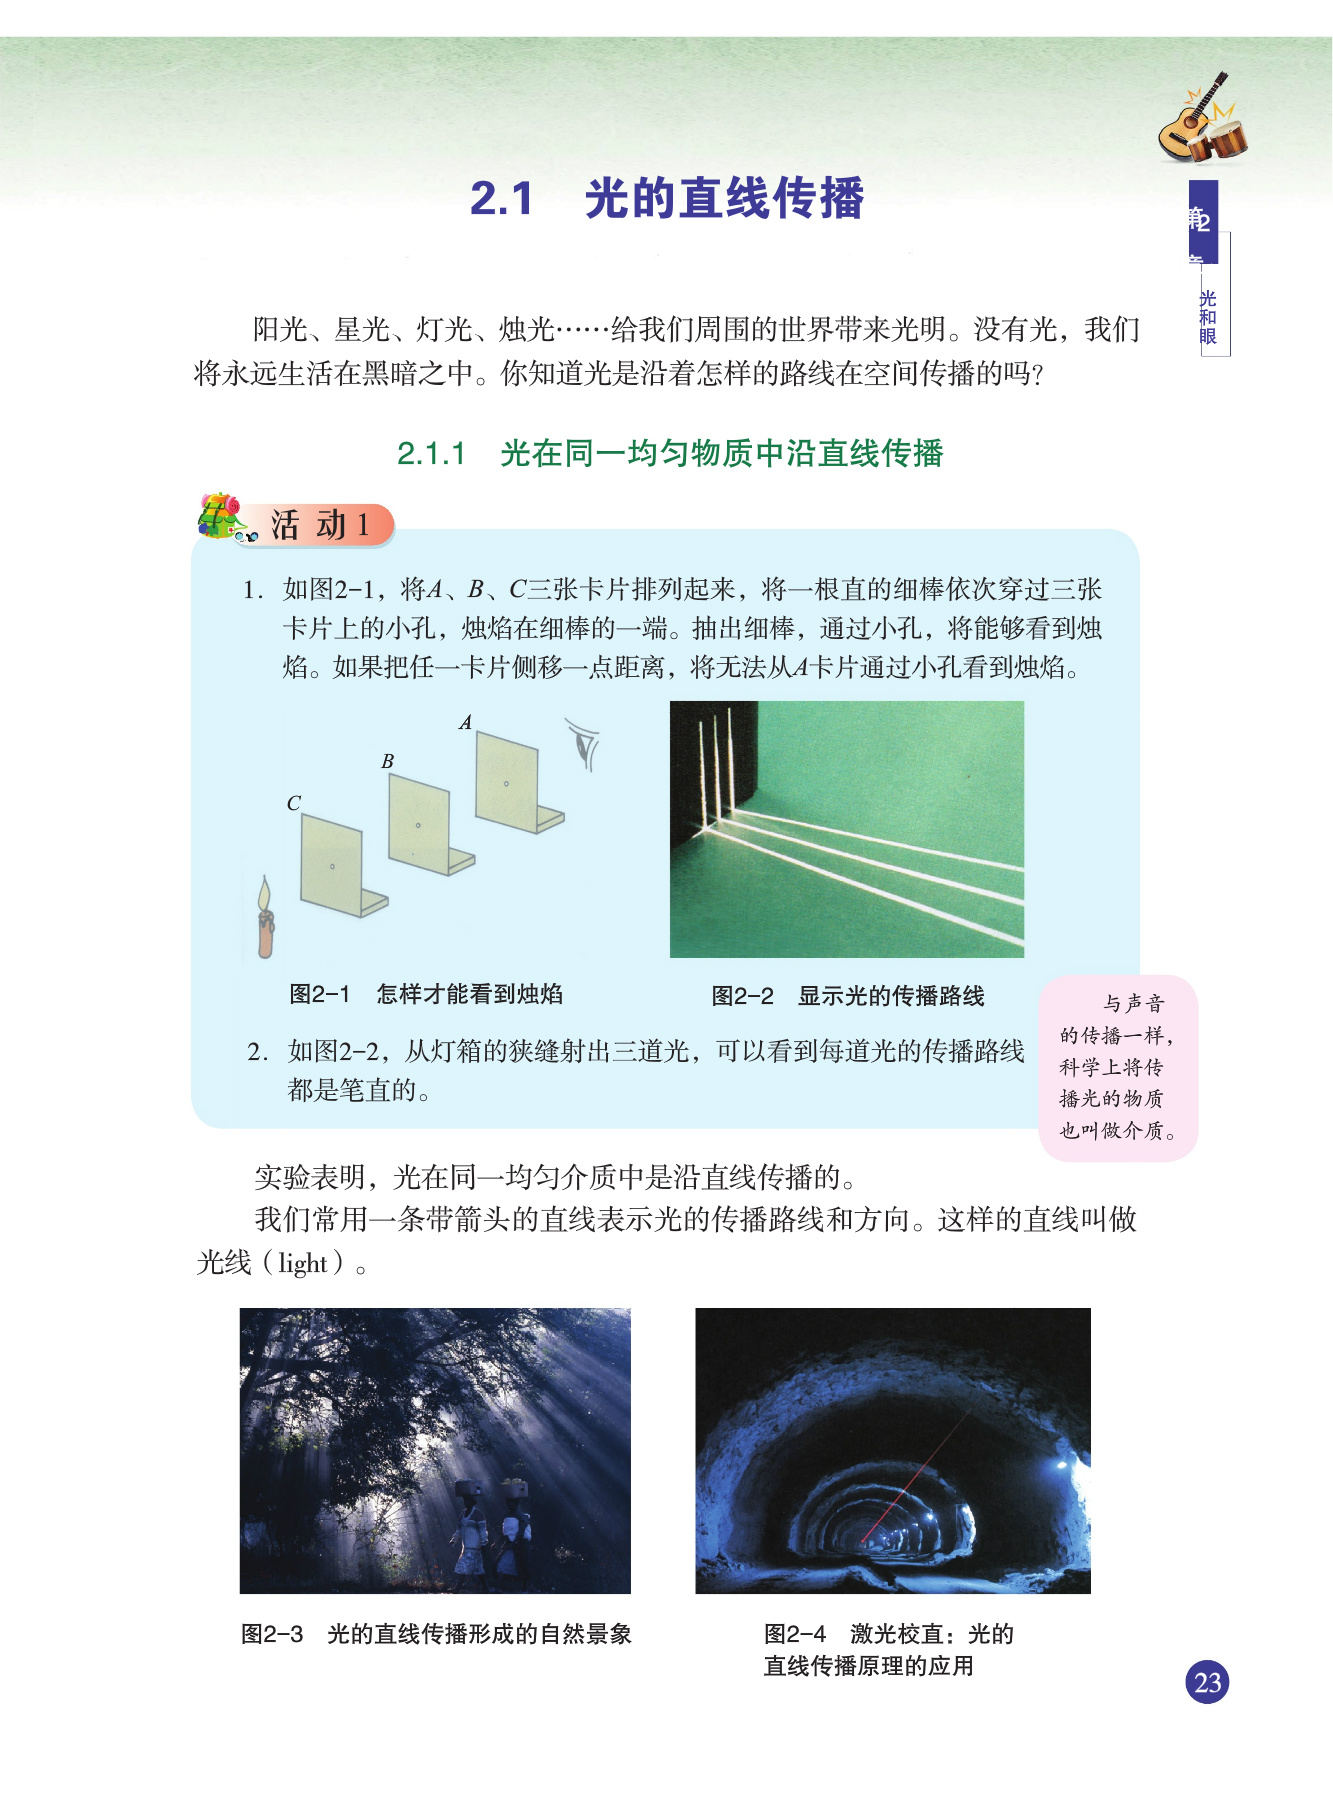 2.1 光的直线传播
第2章
光和眼
阳光、星光、灯光、烛光……给我们周围的世界带来光明。没有光，我们
将永远生活在黑暗之中。你知道光是沿着怎样的路线在空间传播的吗？
2.1.1 光在同一均匀物质中沿直线传播
活动1
1. 如图2-1，将A、B、C三张卡片排列起来，将一根直的细棒依次穿过三张
卡片上的小孔，烛焰在细棒的一端。抽出细棒，通过小孔，将能够看到烛
焰。如果把任一卡片侧移一点距离，将无法从A卡片通过小孔看到烛焰。
A
B
C
图2-1 怎样才能看到烛焰
图2-2 显示光的传播路线
2. 如图2-2，从灯箱的狭缝射出三道光，可以看到每道光的传播路线
都是笔直的。
与声音
的传播一样，
科学上将传
播光的物质
也叫做介质。
实验表明，光在同一均匀介质中是沿直线传播的。
我们常用一条带箭头的直线表示光的传播路线和方向。这样的直线叫做
光线（light）。
图2-3 光的直线传播形成的自然景象
图2-4 激光校直：光的
直线传播原理的应用
23